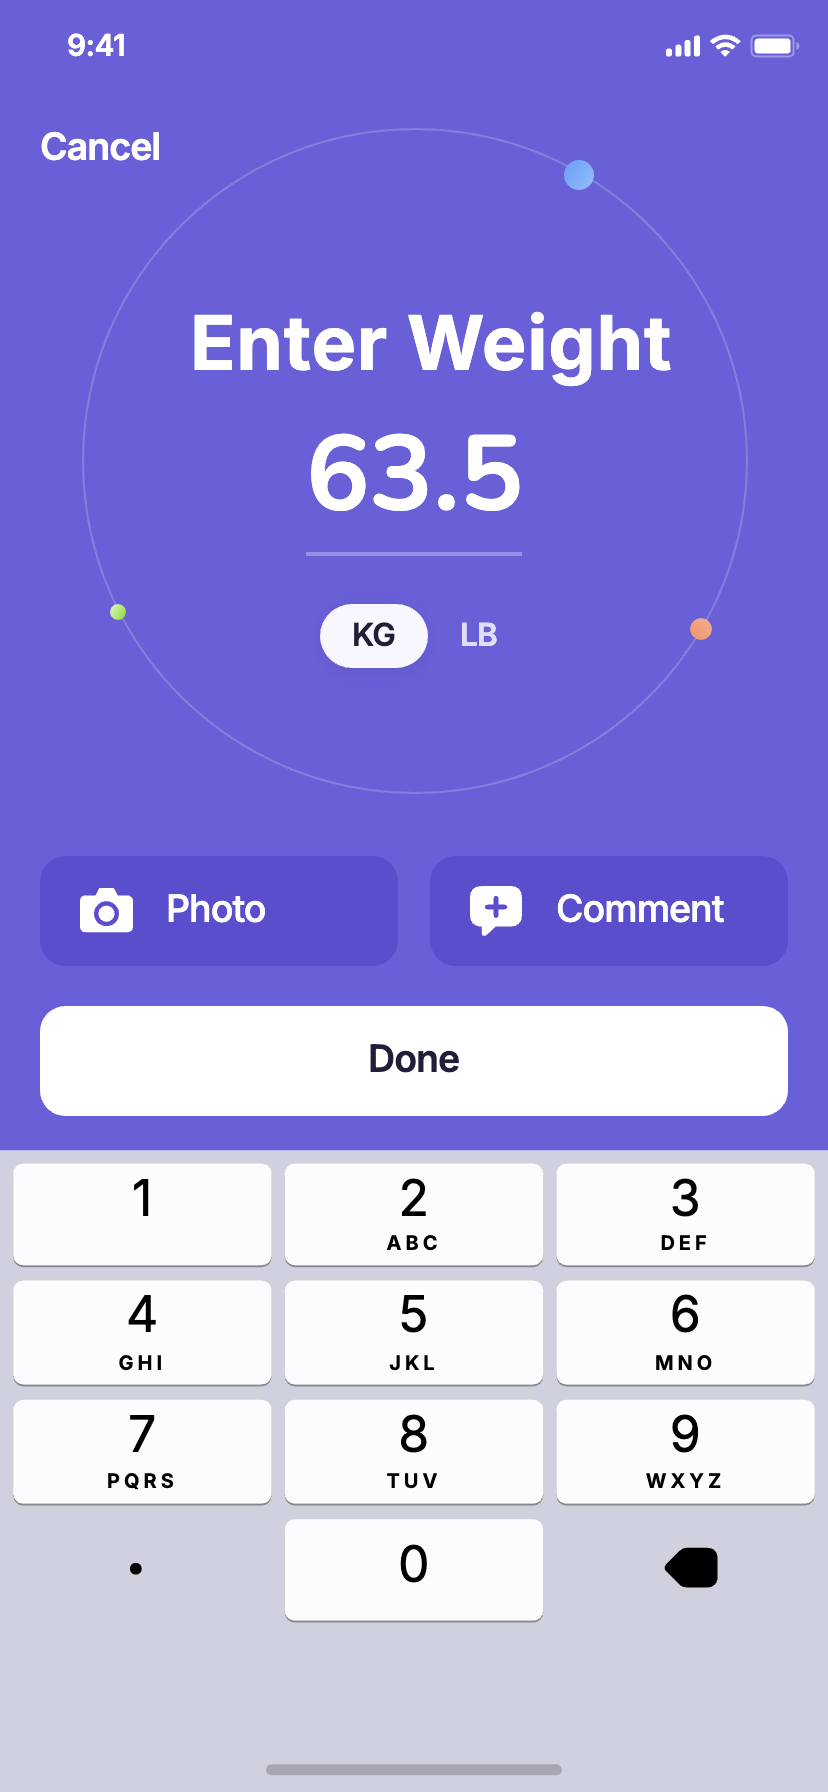 9:41
Cancel
Enter Weight
63.5
KG LB
Photo Comment
Done
1 2 3
ABC DEF
4 5 6
GHI JKL MNO
7 8 9
PQRS TUV WXYZ
. 0